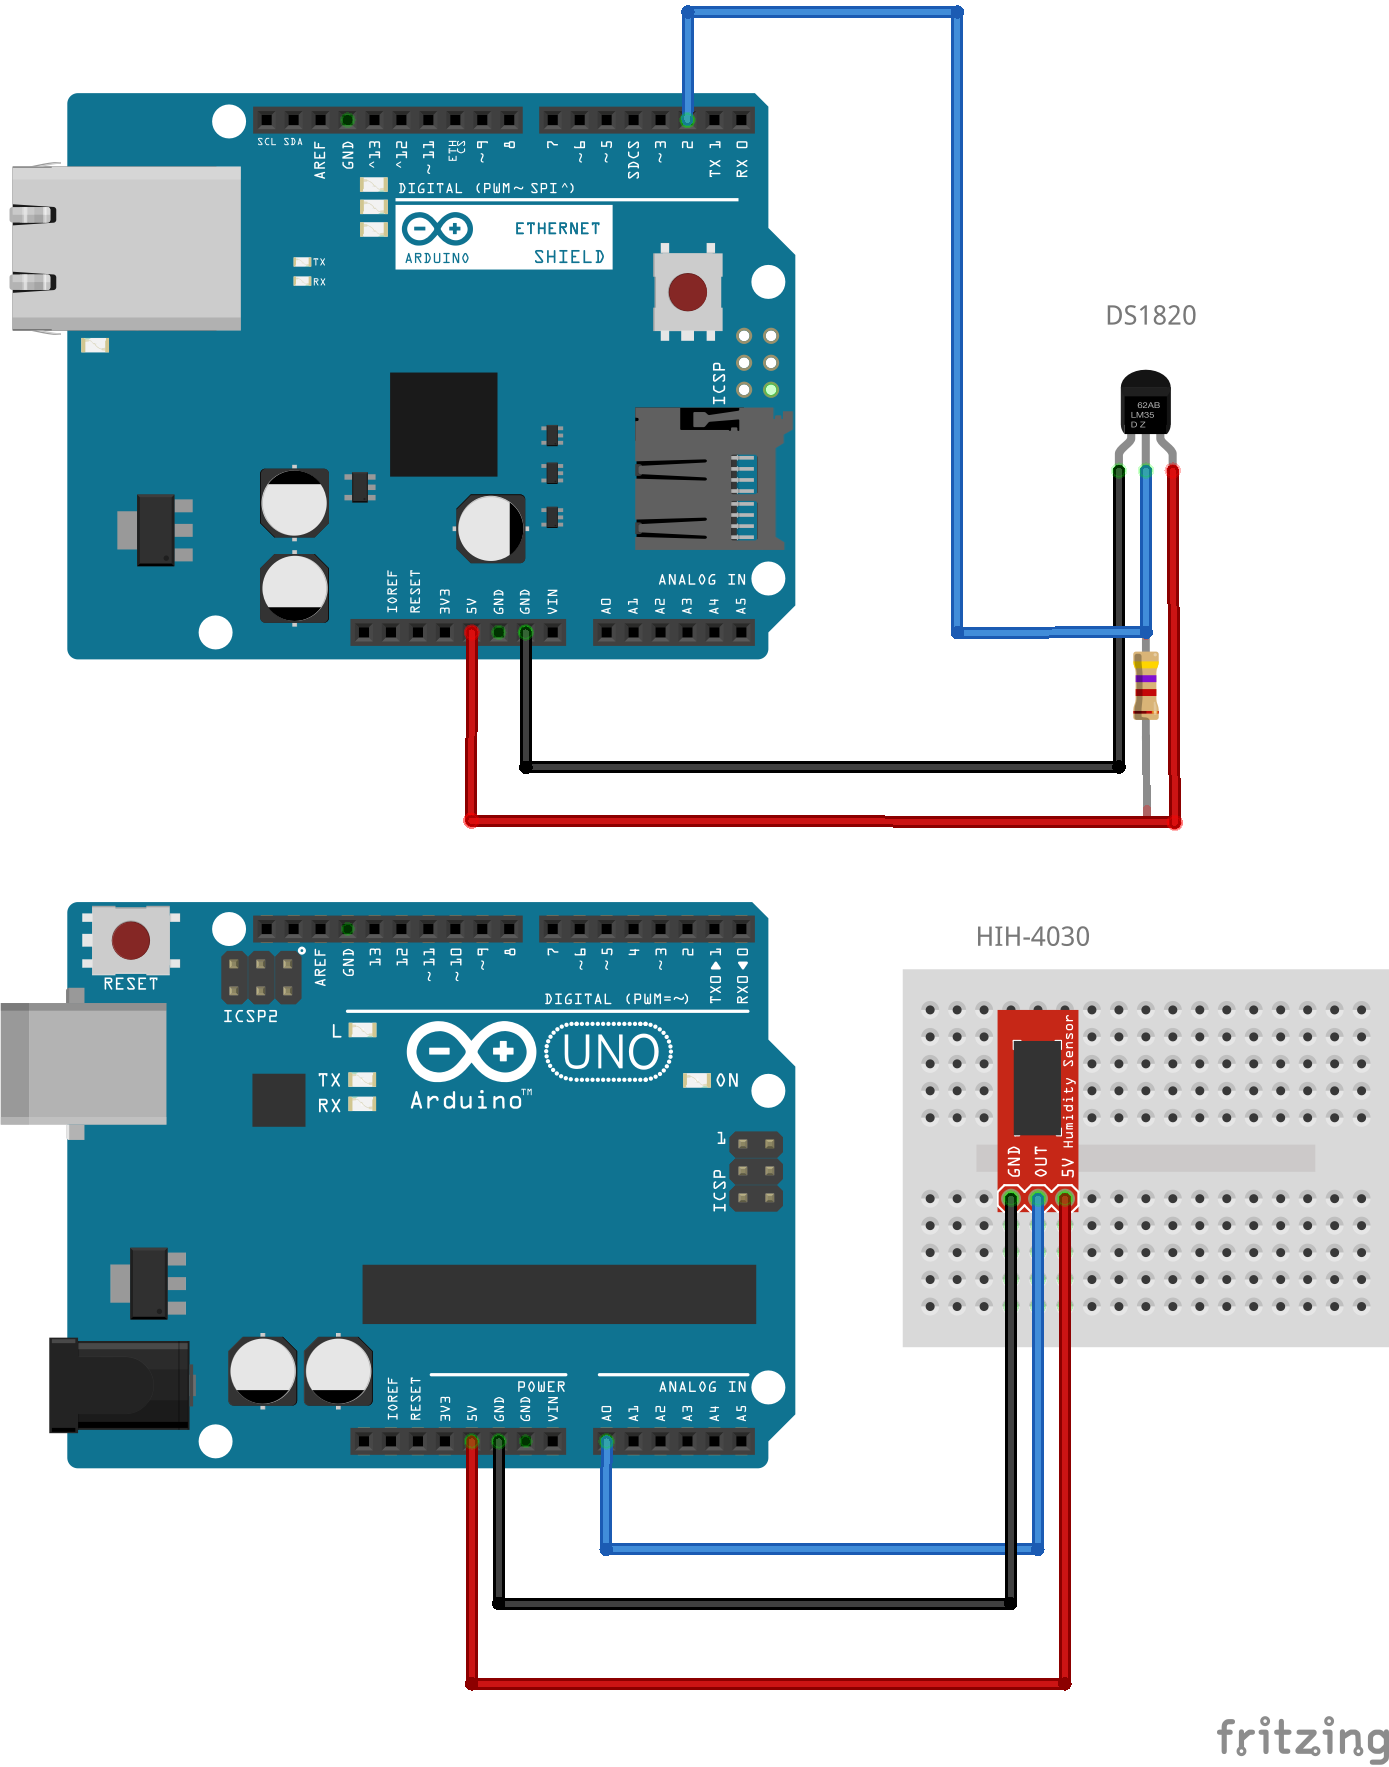 SCL SDA
AREF
GND
^13
^12
~11
ETH
CS
~9
8
7
~6
~5
SDCS
~3
2
TX 1
RX 0
DIGITAL (PWM~ SPI^)
ARDUINO
ETHERNET
SHIELD
TX
RX
ICSP
DS1820
62AB
LM35
D Z
ANALOG IN
IOREF
RESET
3V3
5V
GND
GND
VIN
A0
A1
A2
A3
A4
A5
RESET
ICSP2
AREF
GND
13
12
~11
~10
~9
8
7
~6
~5
4
~3
2
TX0▶1
RX0◀0
DIGITAL (PWM=~)
L
TX
RX
Arduino™
UNO
ON
1
ICSP
HIH-4030
Humidity Sensor
GND
OUT
5V
POWER
ANALOG IN
IOREF
RESET
3V3
5V
GND
GND
VIN
A0
A1
A2
A3
A4
A5
fritzing